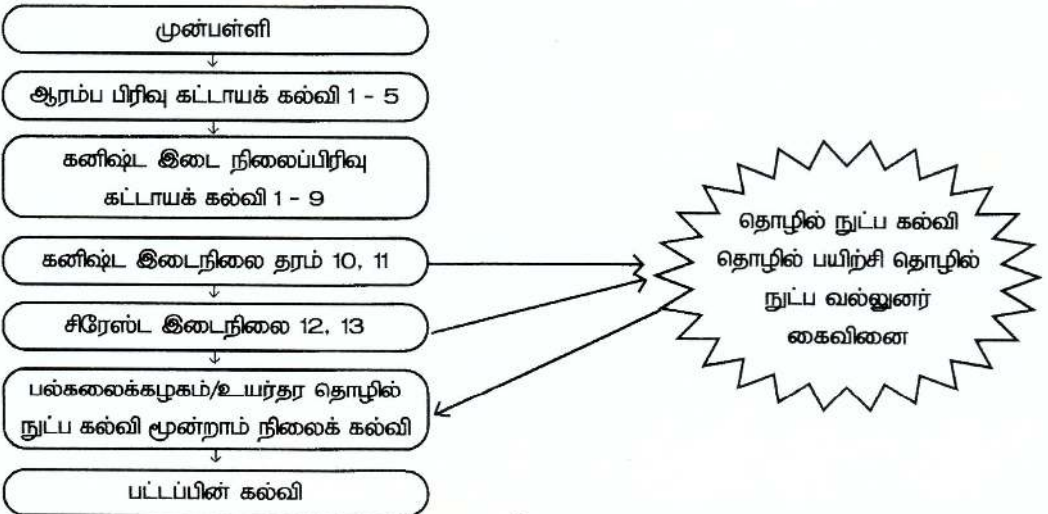 முன்பள்ளி
ஆரம்ப பிரிவு கட்டாயக் கல்வி 1 - 5
கனிஷ்ட இடை நிலைப்பிரிவு
கட்டாயக் கல்வி 1 - 9
கனிஷ்ட இடைநிலை தரம் 10, 11
சிரேஸ்ட இடைநிலை 12, 13
பல்கலைக்கழகம்/உயர்தர தொழில்
நுட்ப கல்வி மூன்றாம் நிலைக் கல்வி
பட்டப்பின் கல்வி
தொழில் நுட்ப கல்வி
தொழில் பயிற்சி தொழில்
நுட்ப வல்லுனர்
கைவினை